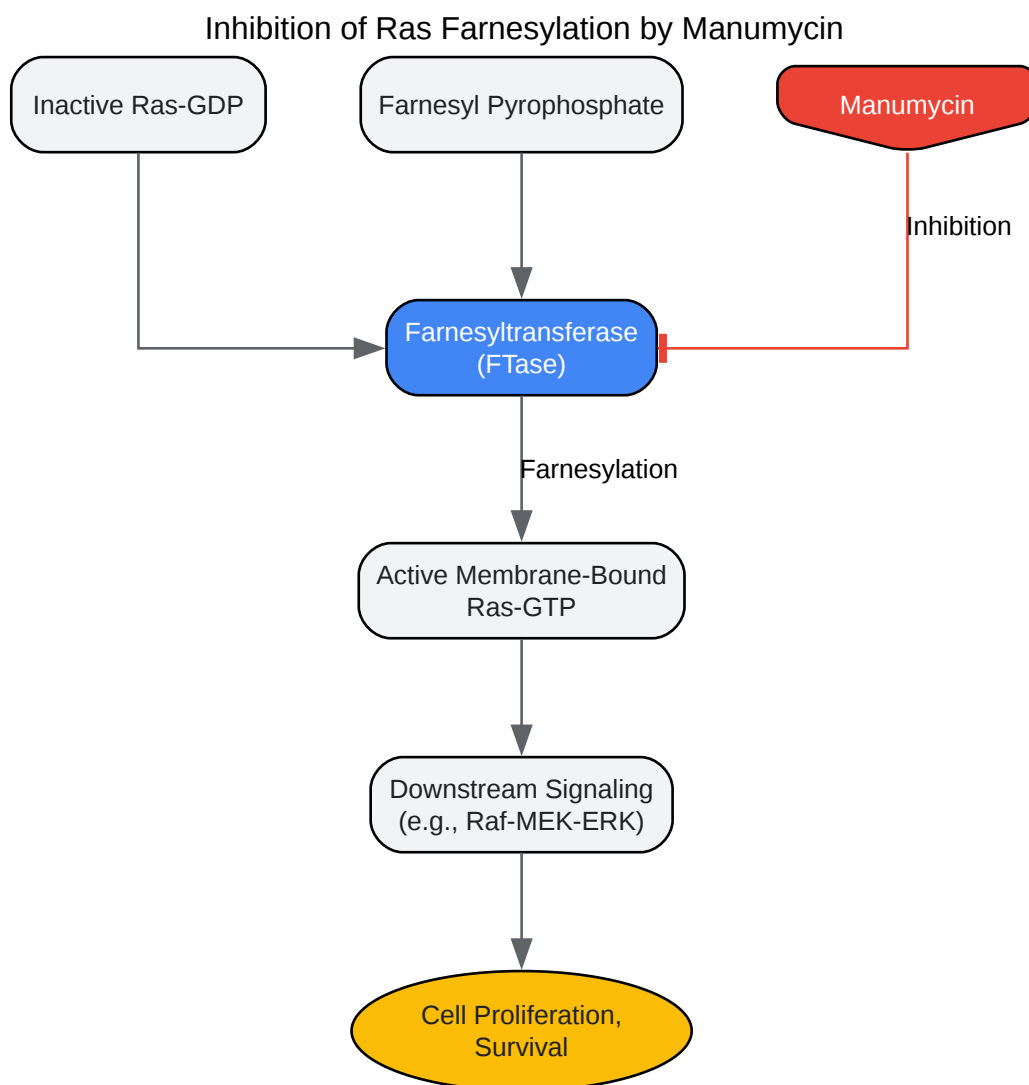 Inhibition of Ras Farnesylation by Manumycin
Inactive Ras-GDP
Farnesyl Pyrophosphate
Manumycin
Inhibition
Farnesyltransferase
(FTase)
Farnesylation
Active Membrane-Bound
Ras-GTP
Downstream Signaling
(e.g., Raf-MEK-ERK)
Cell Proliferation,
Survival